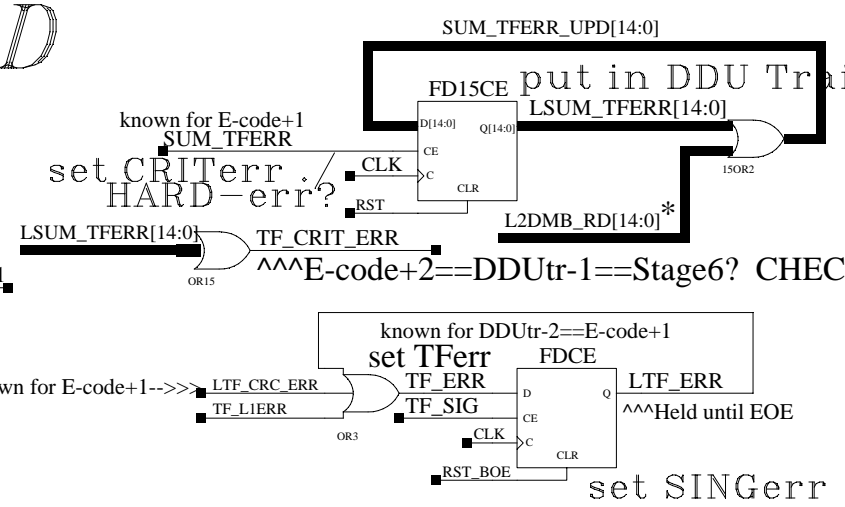 D
SUM_TFERR_UPD[14:0]
put in DDU Trai
FD15CE
LSUM_TFERR[14:0]
known for E-code+1
SUM_TFERR
D[14:0]
Q[14:0]
CE
15OR2
set CRITerr ./
HARD-err?
CLK
C
CLR
RST
L2DMB_RD[14:0]*
LSUM_TFERR[14:0]
TF_CRIT_ERR
OR15
^^^E-code+2==DDUtr-1==Stage6? CHEC
known for DDUtr-2==E-code+1
set TFerr
FDCE
wn for E-code+1-->>>
LTF_CRC_ERR
TF_ERR
D
Q
LTF_ERR
TF_L1ERR
TF_SIG
CE
^^^Held until EOE
OR3
CLK
C
CLR
RST_BOE
set SINGerr